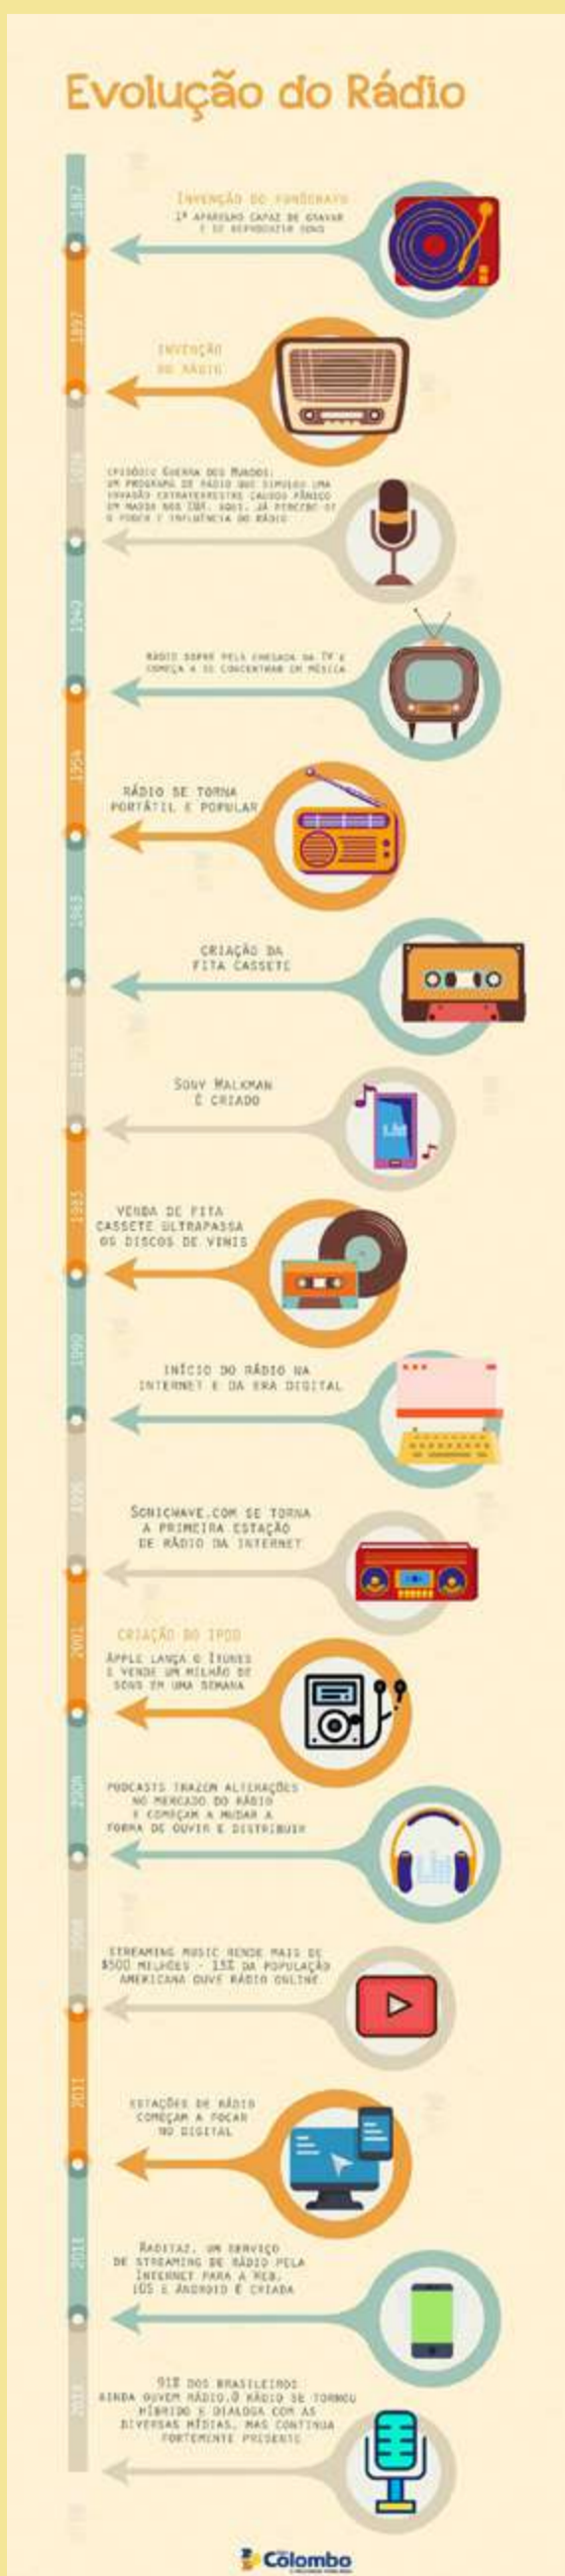 Evolução do Rádio
INVENÇÃO DO FONÓGRAFO
1º APARELHO CAPAZ DE GRAVAR
E DE REPRODUZIR SONS
1897
INVENÇÃO
DO RÁDIO
EPISÓDIO GUERRA DOS MUNDOS:
UM PROGRAMA DE RÁDIO QUE SIMULOU UMA
INVASÃO EXTRATERRESTRE CAUSOU PÂNICO
EM MASSA NOS EUA. AQUI, JÁ PERCEBE-SE
O PODER E INFLUÊNCIA DO RÁDIO
1940
RÁDIO SOFRE PELA CHEGADA DA TV E
COMEÇA A SE CONCENTRAR EM MÚSICA
1954
RÁDIO SE TORNA
PORTÁTIL E POPULAR
1963
CRIAÇÃO DA
FITA CASSETE
1979
SONY WALKMAN
É CRIADO
1983
VENDA DE FITA
CASSETE ULTRAPASSA
OS DISCOS DE VINIS
1990
INÍCIO DO RÁDIO NA
INTERNET E DA ERA DIGITAL
SONICWAVE.COM SE TORNA
A PRIMEIRA ESTAÇÃO
DE RÁDIO DA INTERNET
2001
CRIAÇÃO DO IPOD
APPLE LANÇA O ITUNES
E VENDE UM MILHÃO DE
SONS EM UMA SEMANA
2004
PODCASTS TRAZEM ALTERAÇÕES
NO MERCADO DO RÁDIO
E COMEÇAM A MUDAR A
FORMA DE OUVIR E DISTRIBUIR
STREAMING MUSIC RENDE MAIS DE
$500 MILHÕES - 13% DA POPULAÇÃO
AMERICANA OUVE RÁDIO ONLINE
2011
ESTAÇÕES DE RÁDIO
COMEÇAM A FOCAR
NO DIGITAL
RADITAZ, UM SERVIÇO
DE STREAMING DE RÁDIO PELA
INTERNET PARA A WEB,
IOS E ANDROID É CRIADA
91% DOS BRASILEIROS
AINDA OUVEM RÁDIO.O RÁDIO SE TORNOU
HÍBRIDO E DIALOGA COM AS
DIVERSAS MÍDIAS, MAS CONTINUA
FORTEMENTE PRESENTE
Colombo